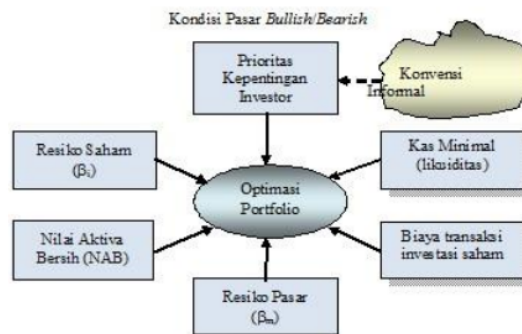 Kondisi Pasar Bullish/Bearish
Prioritas
Kepentingan
Investor
Konvensi
Informal
Resiko Saham
(βi)
Kas Minimal
(likuiditas)
Optimasi
Portfolio
Nilai Aktiva
Bersih (NAB)
Biaya transaksi
investasi saham
Resiko Pasar
(βm)